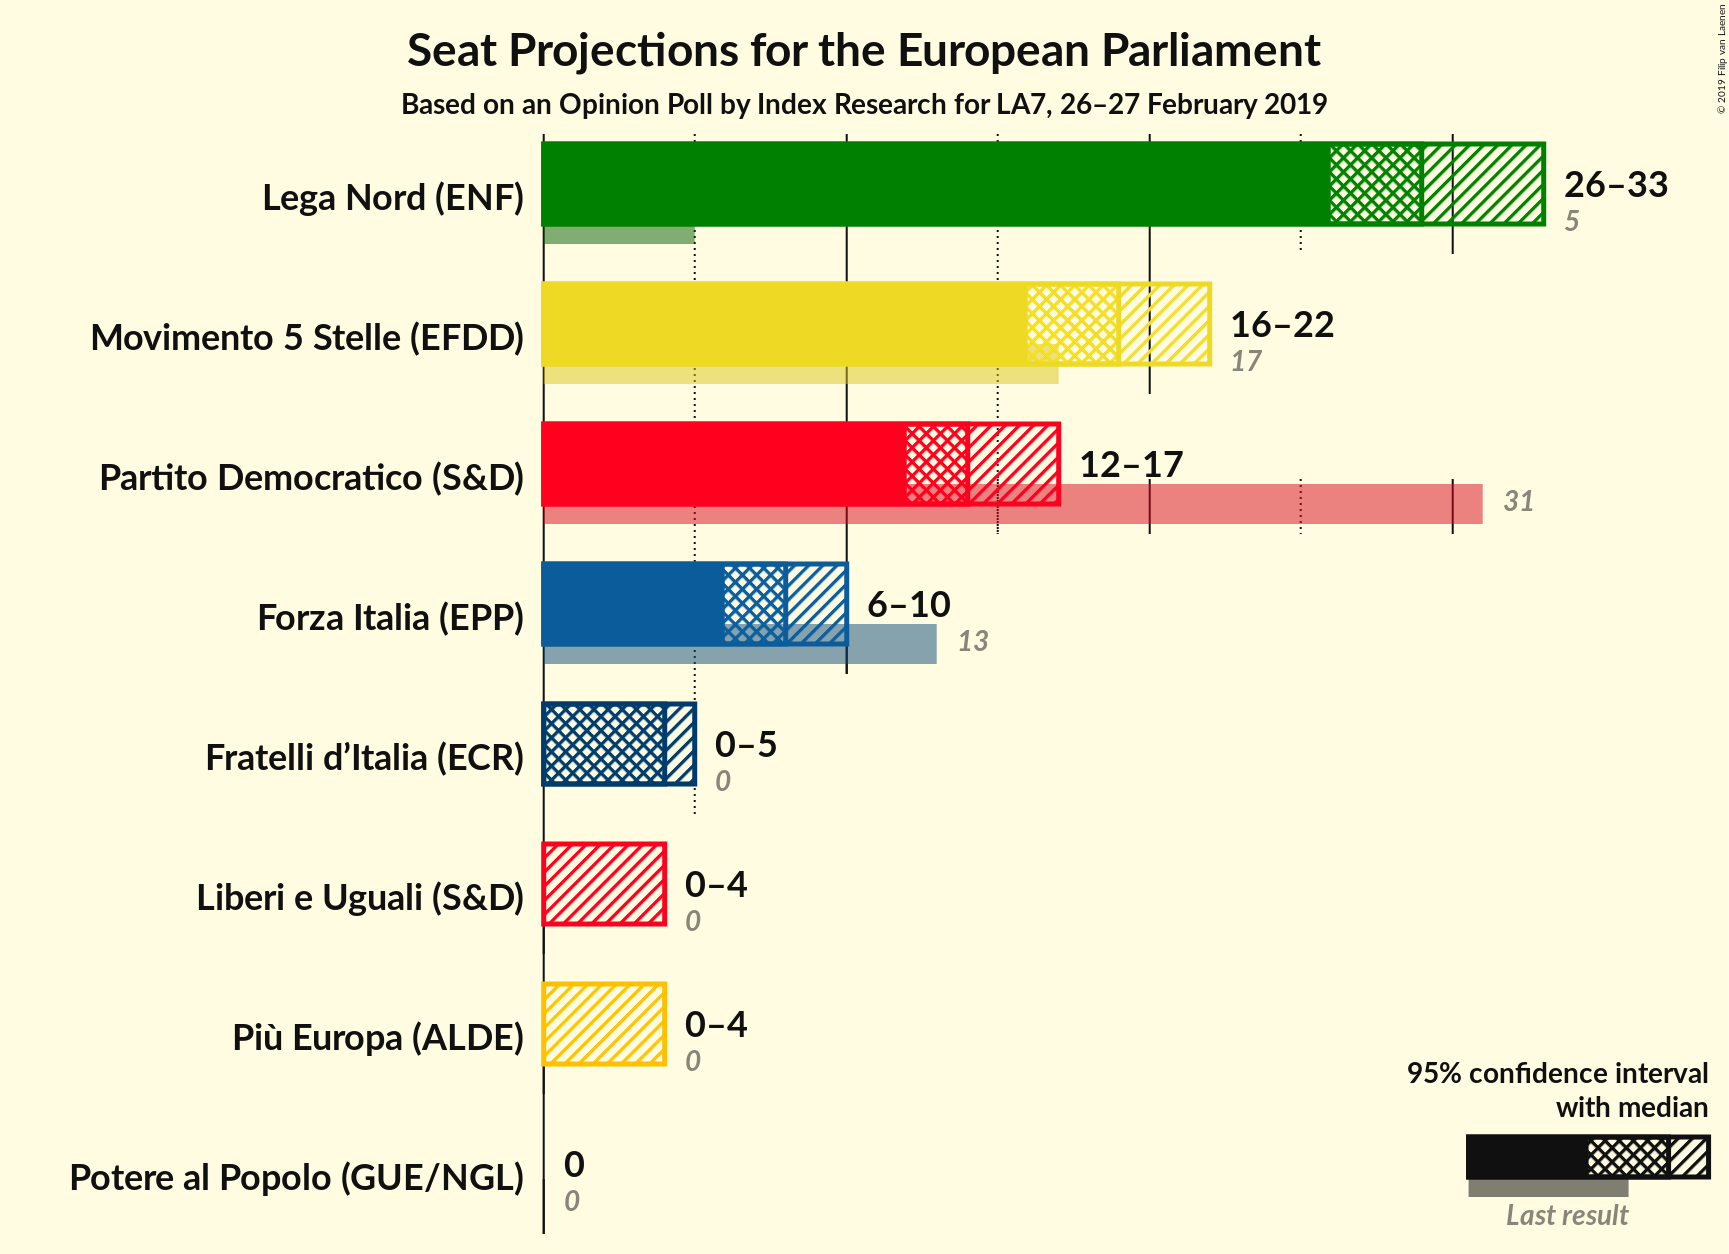 Seat Projections for the European Parliament
Based on an Opinion Poll by Index Research for LA7, 26–27 February 2019
© 2019 Filip van Laenen
Lega Nord (ENF)
26–33
5
Movimento 5 Stelle (EFDD)
16–22
17
Partito Democratico (S&D)
12–17
31
Forza Italia (EPP)
6–10
13
Fratelli d’Italia (ECR)
0–5
0
Liberi e Uguali (S&D)
0–4
0
Più Europa (ALDE)
0–4
0
Potere al Popolo (GUE/NGL)
0
0
95% confidence interval
with median
Last result